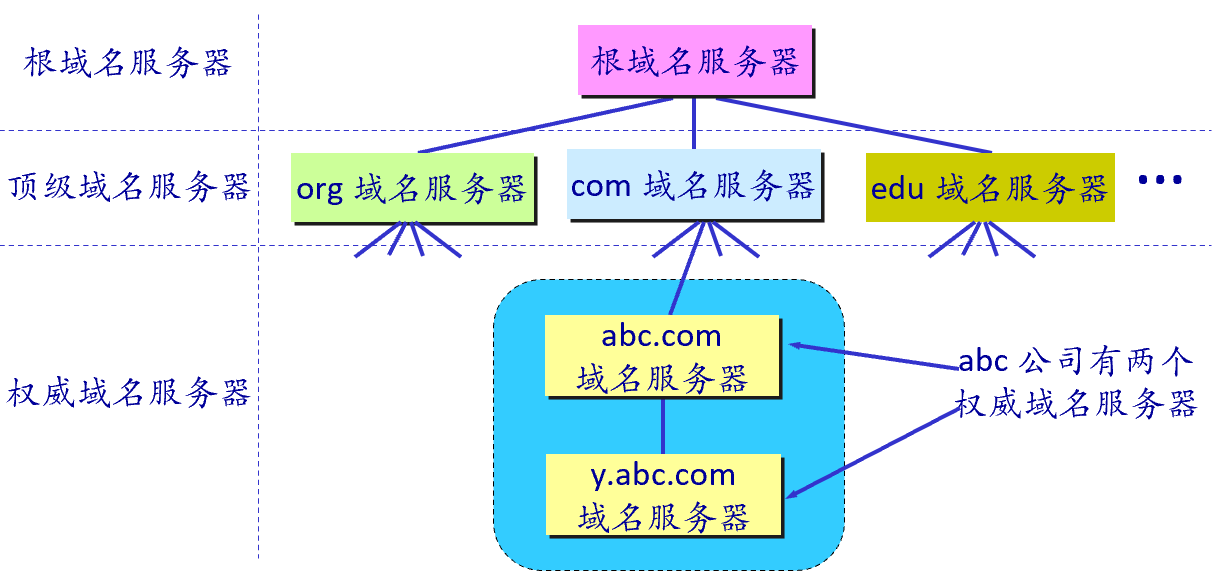 根域名服务器
根域名服务器
顶级域名服务器
org 域名服务器
com 域名服务器
edu 域名服务器
···
权威域名服务器
abc.com
域名服务器
y.abc.com
域名服务器
abc 公司有两个
权威域名服务器